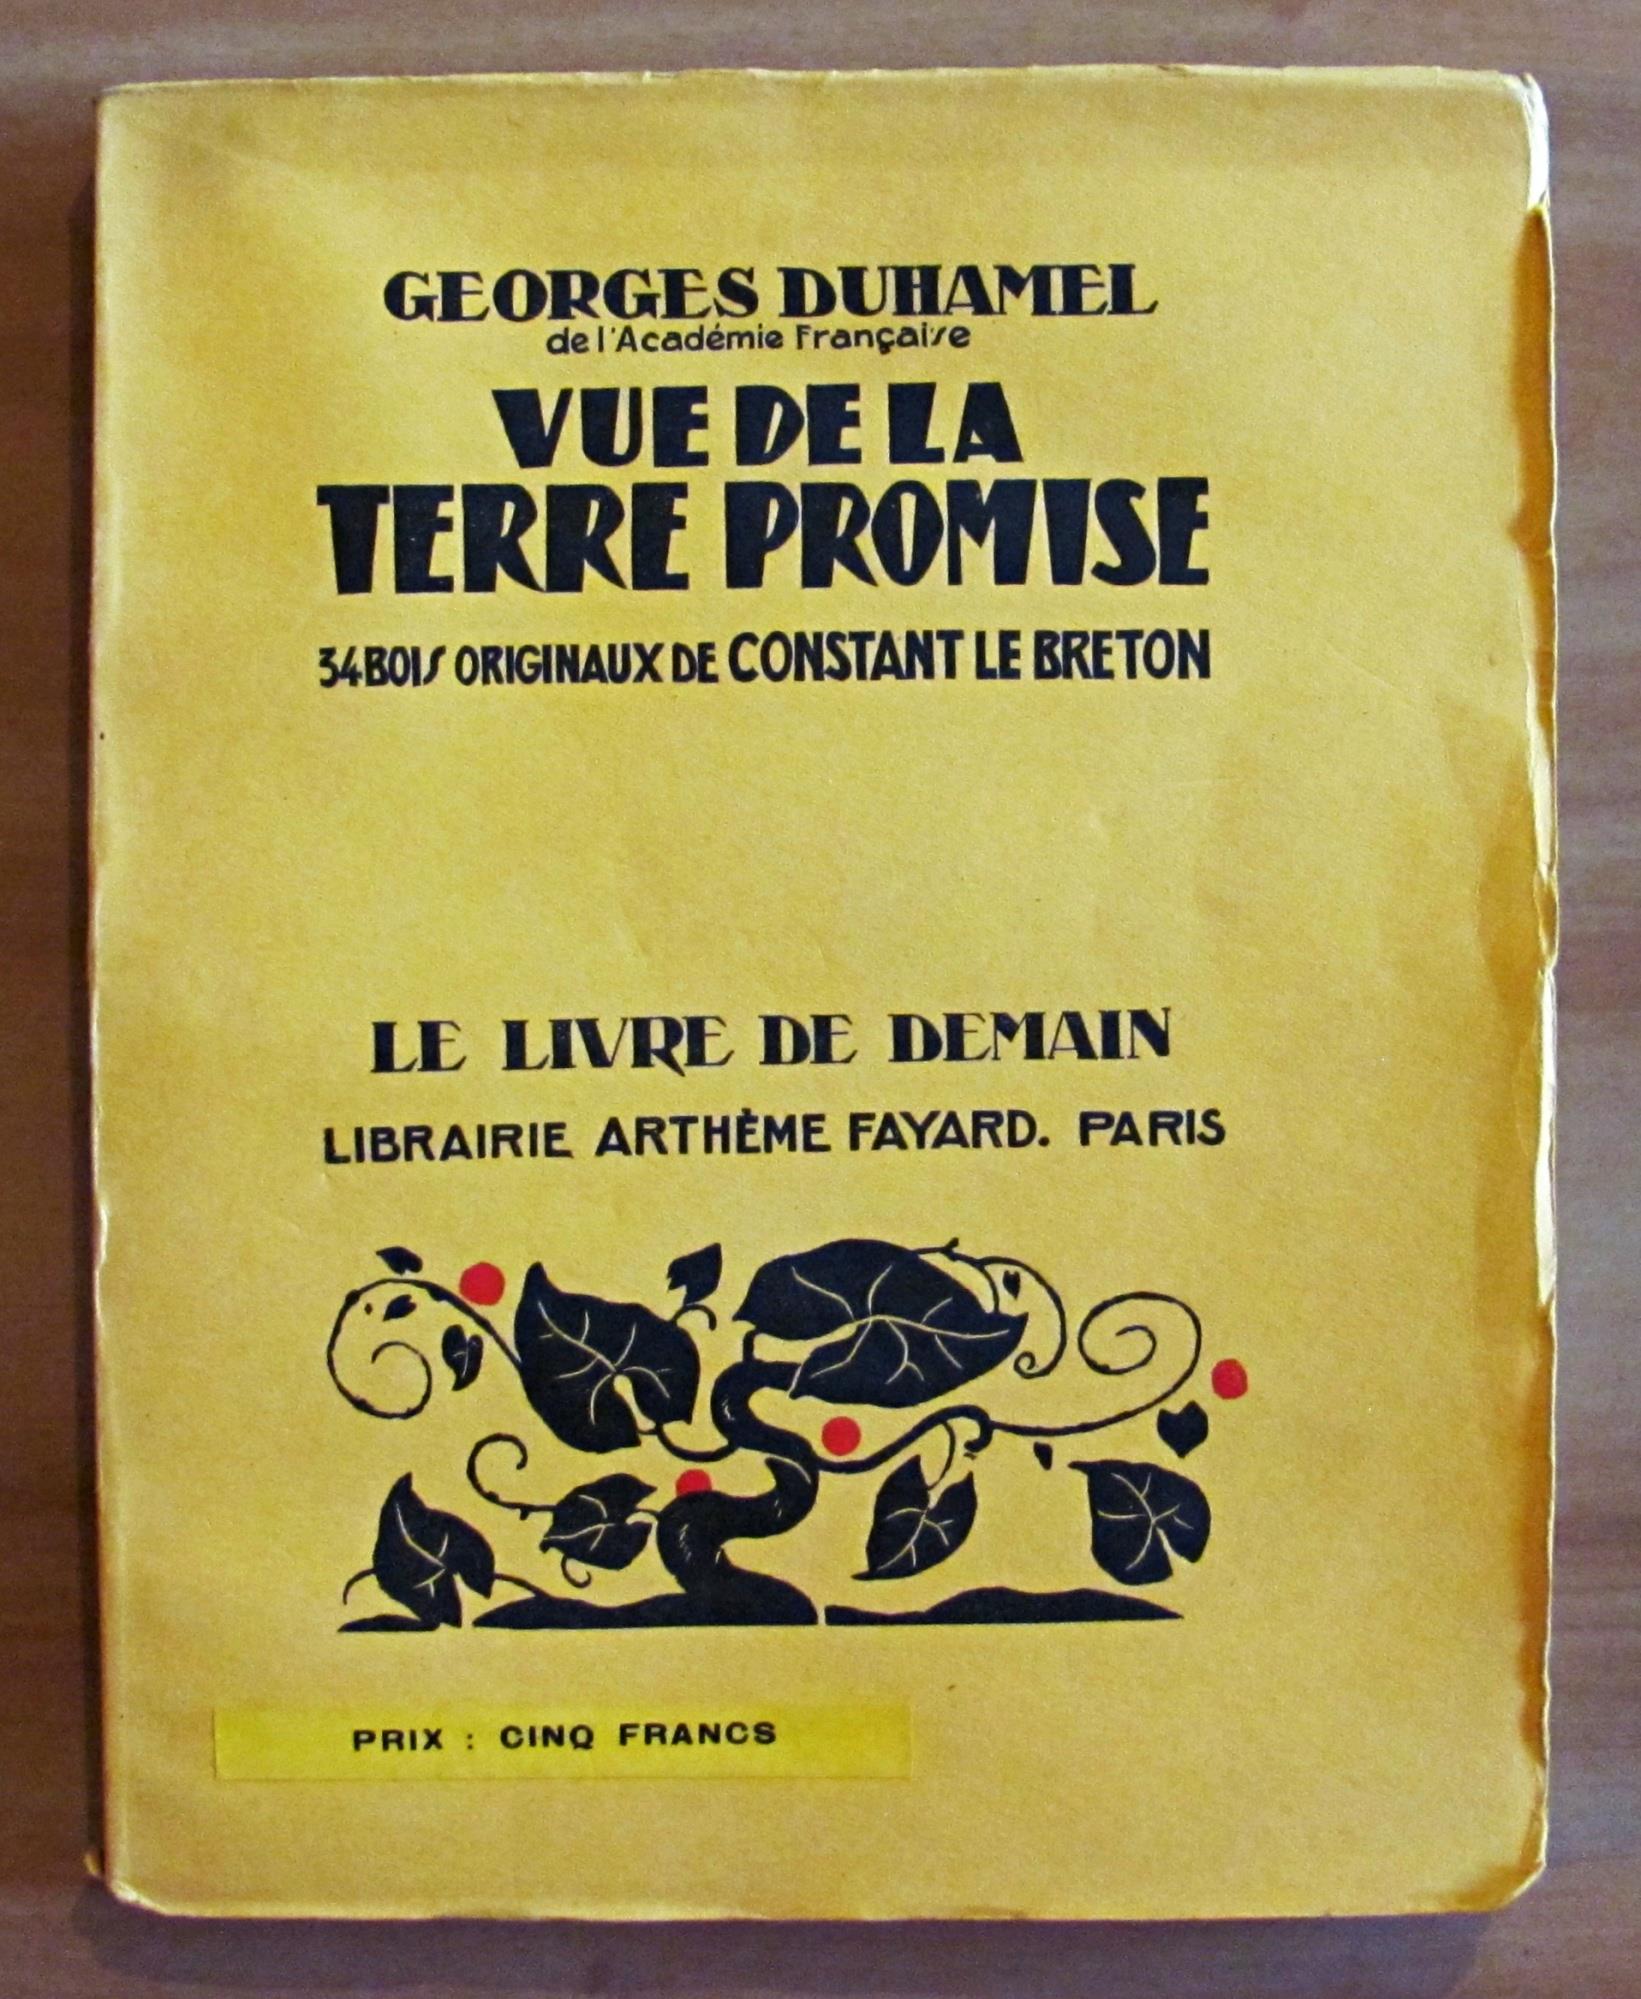 GEORGES DUHAMEL
de l'Académie Française
VUE DE LA
TERRE PROMISE
34 BOIS ORIGINAUX DE CONSTANT LE BRETON
LE LIVRE DE DEMAIN
LIBRAIRIE ARTHÈME FAYARD. PARIS
PRIX : CINQ FRANCS